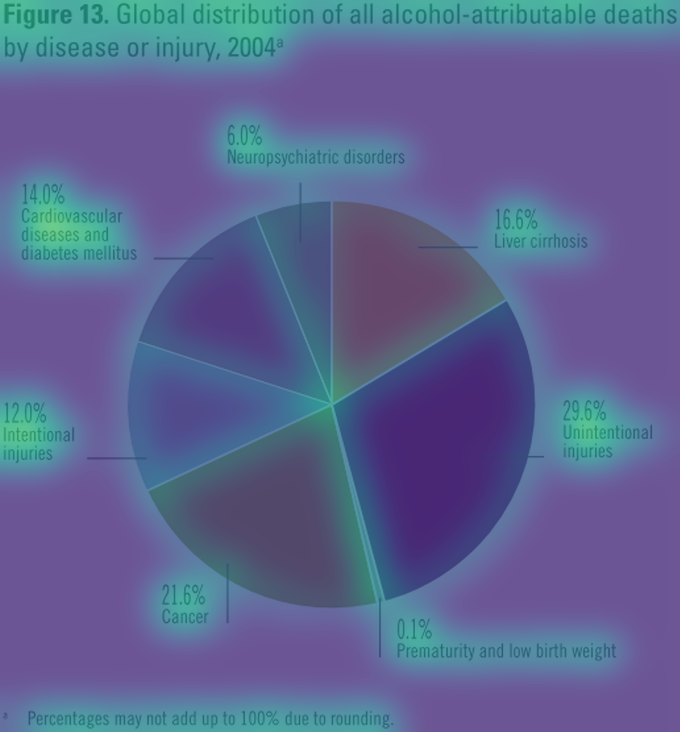 Figure 13. Global distribution of all alcohol-attributable deaths
by disease or injury, 2004ª
6.0%
Neuropsychiatric disorders
14.0%
Cardiovascular
diseases and
diabetes mellitus
16.6%
Liver cirrhosis
12.0%
Intentional
injuries
29.6%
Unintentional
injuries
21.6%
Cancer
0.1%
Prematurity and low birth weight
ª Percentages may not add up to 100% due to rounding.